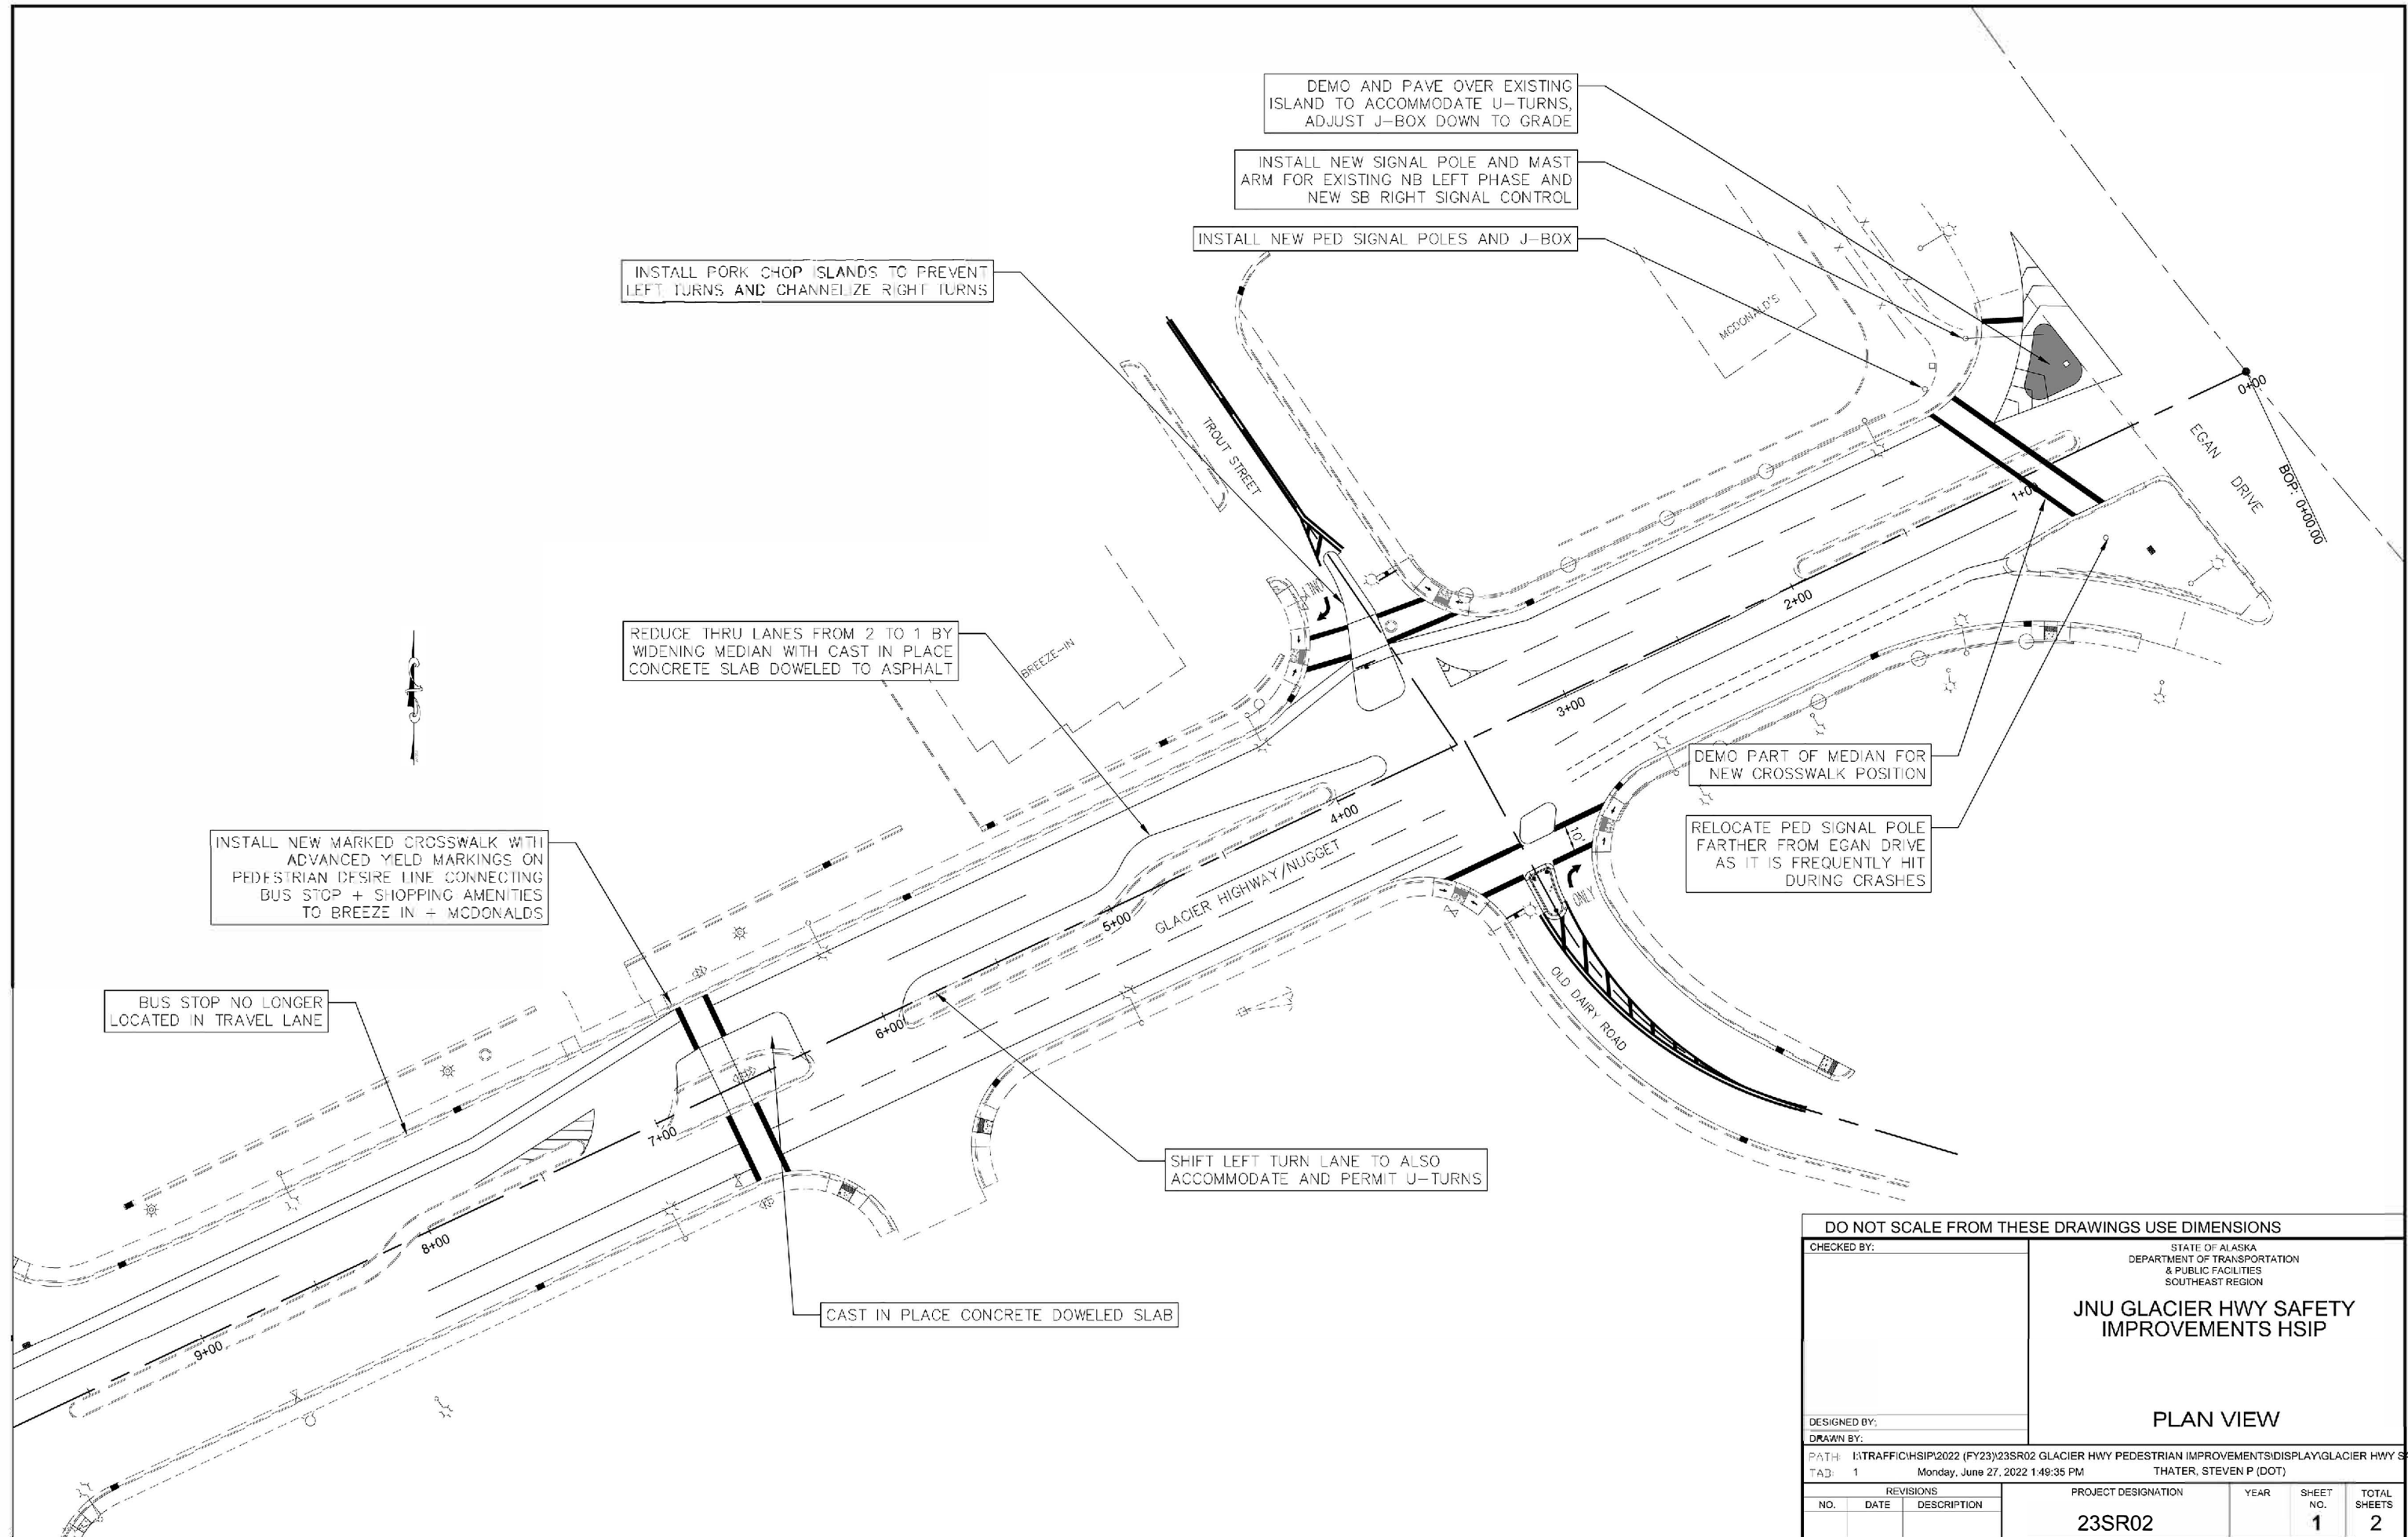 DEMO AND PAVE OVER EXISTING
ISLAND TO ACCOMMODATE U-TURNS,
ADJUST J-BOX DOWN TO GRADE
INSTALL NEW SIGNAL POLE AND MAST
ARM FOR EXISTING NB LEFT PHASE AND
NEW SB RIGHT SIGNAL CONTROL
INSTALL NEW PED SIGNAL POLES AND J-BOX
INSTALL PORK CHOP ISLANDS TO PREVENT
LEFT TURNS AND CHANNELIZE RIGHT TURNS
MCDONALD'S
TROUT STREET
0+00
EGAN DRIVE
BOP: 0+00.00
1+00
2+00
3+00
ONLY
REDUCE THRU LANES FROM 2 TO 1 BY
WIDENING MEDIAN WITH CAST IN PLACE
CONCRETE SLAB DOWELED TO ASPHALT
BREEZE-IN
DEMO PART OF MEDIAN FOR
NEW CROSSWALK POSITION
4+00
10'
RELOCATE PED SIGNAL POLE
FARTHER FROM EGAN DRIVE
AS IT IS FREQUENTLY HIT
DURING CRASHES
INSTALL NEW MARKED CROSSWALK WITH
ADVANCED YIELD MARKINGS ON
PEDESTRIAN DESIRE LINE CONNECTING
BUS STOP + SHOPPING AMENITIES
TO BREEZE IN + MCDONALDS
GLACIER HIGHWAY/NUGGET
5+00
ONLY
OLD DAIRY ROAD
BUS STOP NO LONGER
LOCATED IN TRAVEL LANE
6+00
7+00
SHIFT LEFT TURN LANE TO ALSO
ACCOMMODATE AND PERMIT U-TURNS
8+00
CAST IN PLACE CONCRETE DOWELED SLAB
9+00
DO NOT SCALE FROM THESE DRAWINGS USE DIMENSIONS
CHECKED BY:
STATE OF ALASKA
DEPARTMENT OF TRANSPORTATION
& PUBLIC FACILITIES
SOUTHEAST REGION
JNU GLACIER HWY SAFETY
IMPROVEMENTS HSIP
PLAN VIEW
DESIGNED BY:
DRAWN BY:
PATH: I:\TRAFFIC\HSIP\2022 (FY23)\23SR02 GLACIER HWY PEDESTRIAN IMPROVEMENTS\DISPLAY\GLACIER HWY S
TAB: 1 Monday, June 27, 2022 1:49:35 PM THATER, STEVEN P (DOT)
REVISIONS
NO. DATE DESCRIPTION
PROJECT DESIGNATION
23SR02
YEAR
SHEET NO.
1
TOTAL SHEETS
2